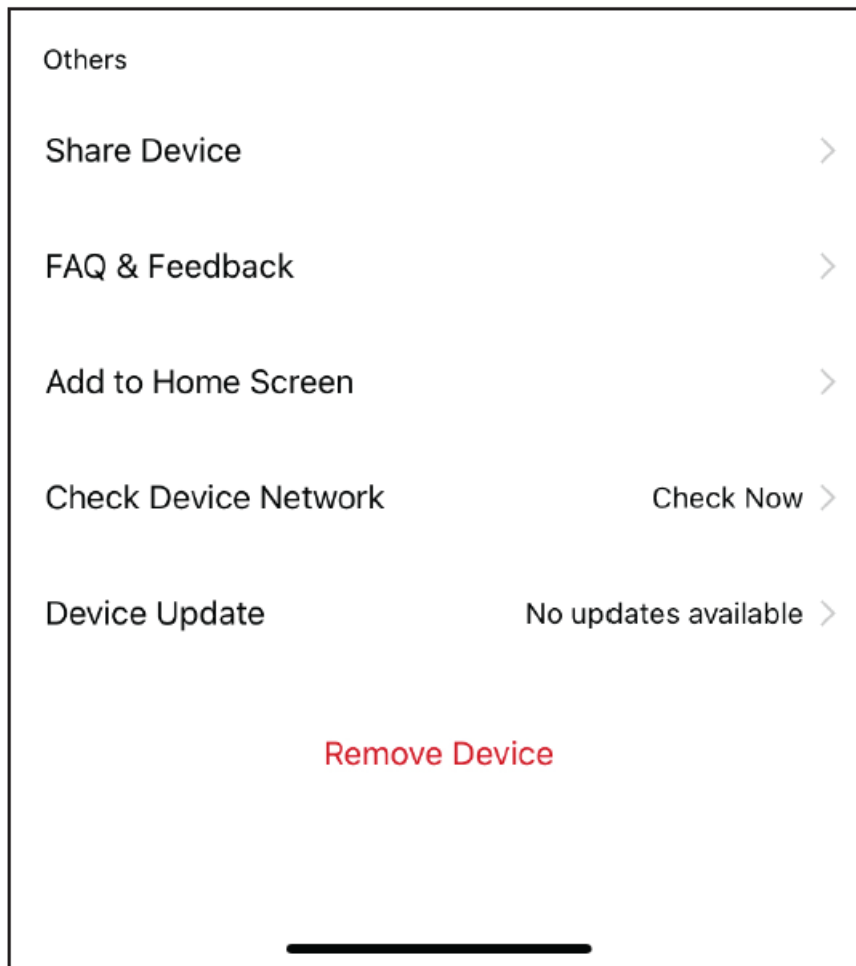 Others
Share Device
FAQ & Feedback
Add to Home Screen
Check Device Network Check Now
Device Update No updates available
Remove Device